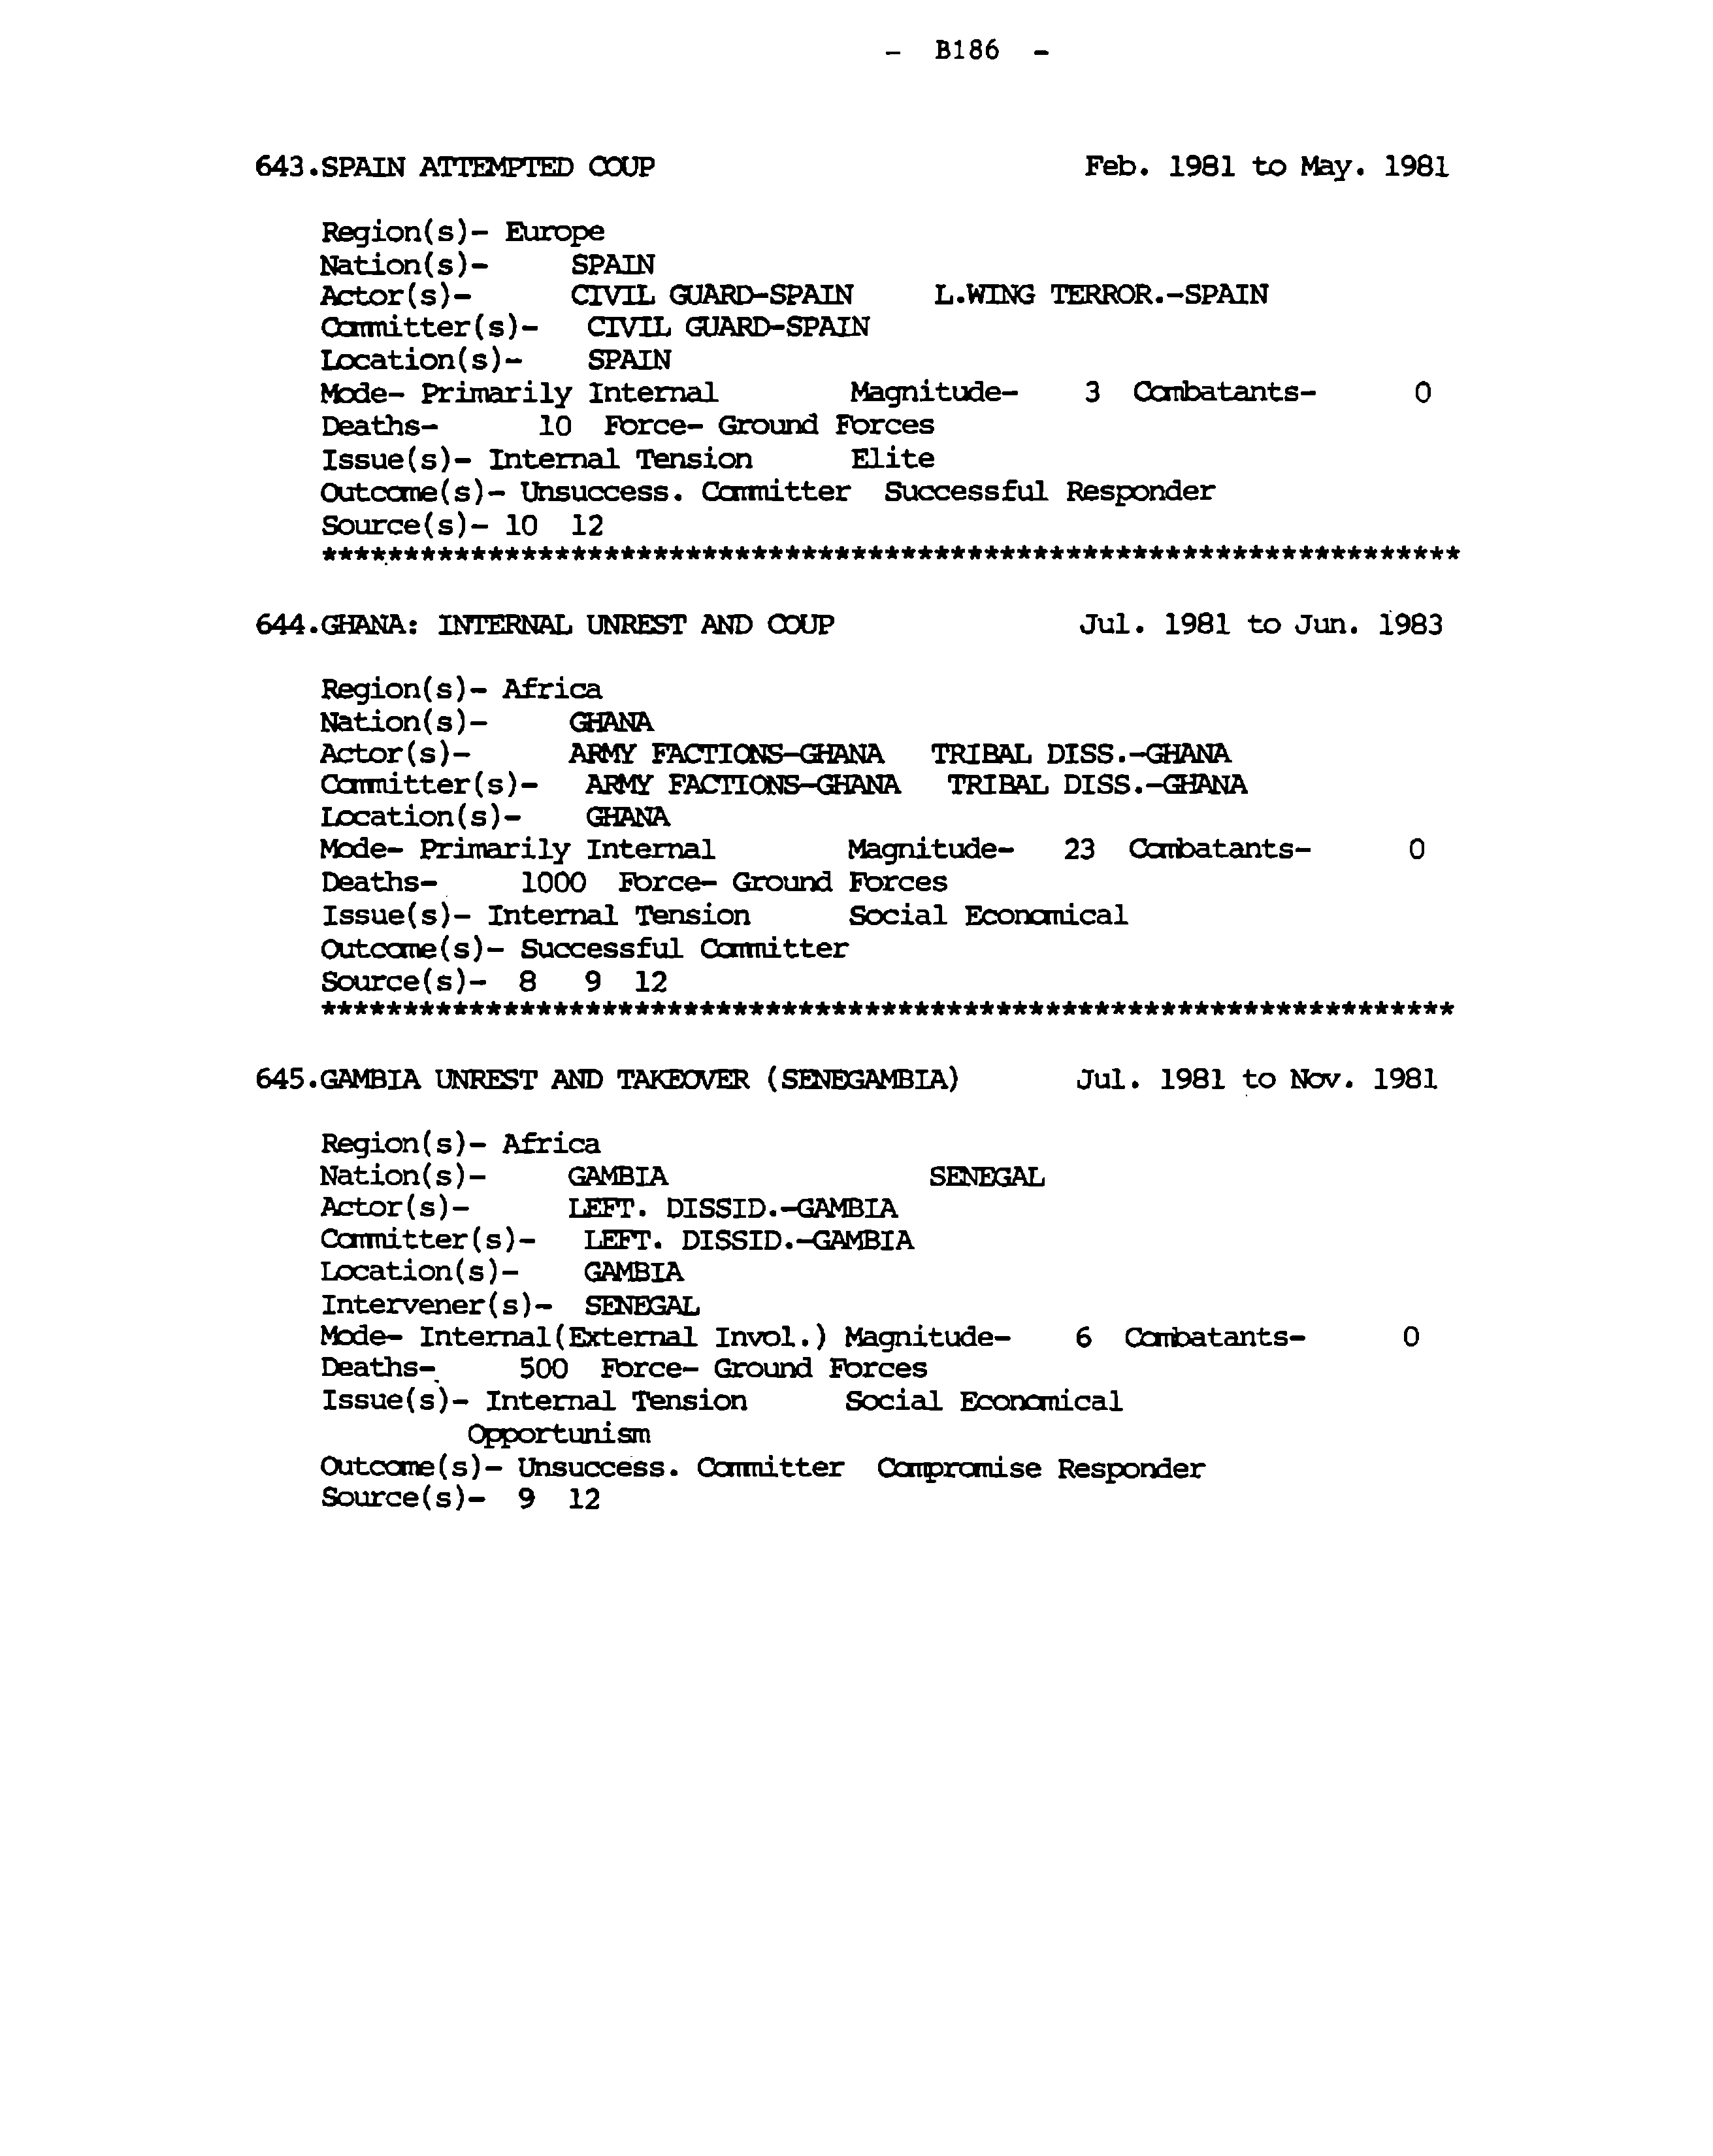 - B186 -
643.SPAIN ATTEMPTED COUP Feb. 1981 to May. 1981
Region(s)- Europe
Nation(s)- SPAIN
Actor(s)- CIVIL GUARD-SPAIN L.WING TERROR.-SPAIN
Committer(s)- CIVIL GUARD-SPAIN
Location(s)- SPAIN
Mode- Primarily Internal Magnitude- 3 Combatants- 0
Deaths- 10 Force- Ground Forces
Issue(s)- Internal Tension Elite
Outcome(s)- Unsuccess. Committer Successful Responder
Source(s)- 10 12
*********************************************************************
644.GHANA: INTERNAL UNREST AND COUP Jul. 1981 to Jun. 1983
Region(s)- Africa
Nation(s)- GHANA
Actor(s)- ARMY FACTIONS-GHANA TRIBAL DISS.-GHANA
Committer(s)- ARMY FACTIONS-GHANA TRIBAL DISS.-GHANA
Location(s)- GHANA
Mode- Primarily Internal Magnitude- 23 Combatants- 0
Deaths- 1000 Force- Ground Forces
Issue(s)- Internal Tension Social Economical
Outcome(s)- Successful Committer
Source(s)- 8 9 12
*********************************************************************
645.GAMBIA UNREST AND TAKEOVER (SENEGAMBIA) Jul. 1981 to Nov. 1981
Region(s)- Africa
Nation(s)- GAMBIA SENEGAL
Actor(s)- LEFT. DISSID.-GAMBIA
Committer(s)- LEFT. DISSID.-GAMBIA
Location(s)- GAMBIA
Intervener(s)- SENEGAL
Mode- Internal(External Invol.) Magnitude- 6 Combatants- 0
Deaths- 500 Force- Ground Forces
Issue(s)- Internal Tension Social Economical
Opportunism
Outcome(s)- Unsuccess. Committer Compromise Responder
Source(s)- 9 12